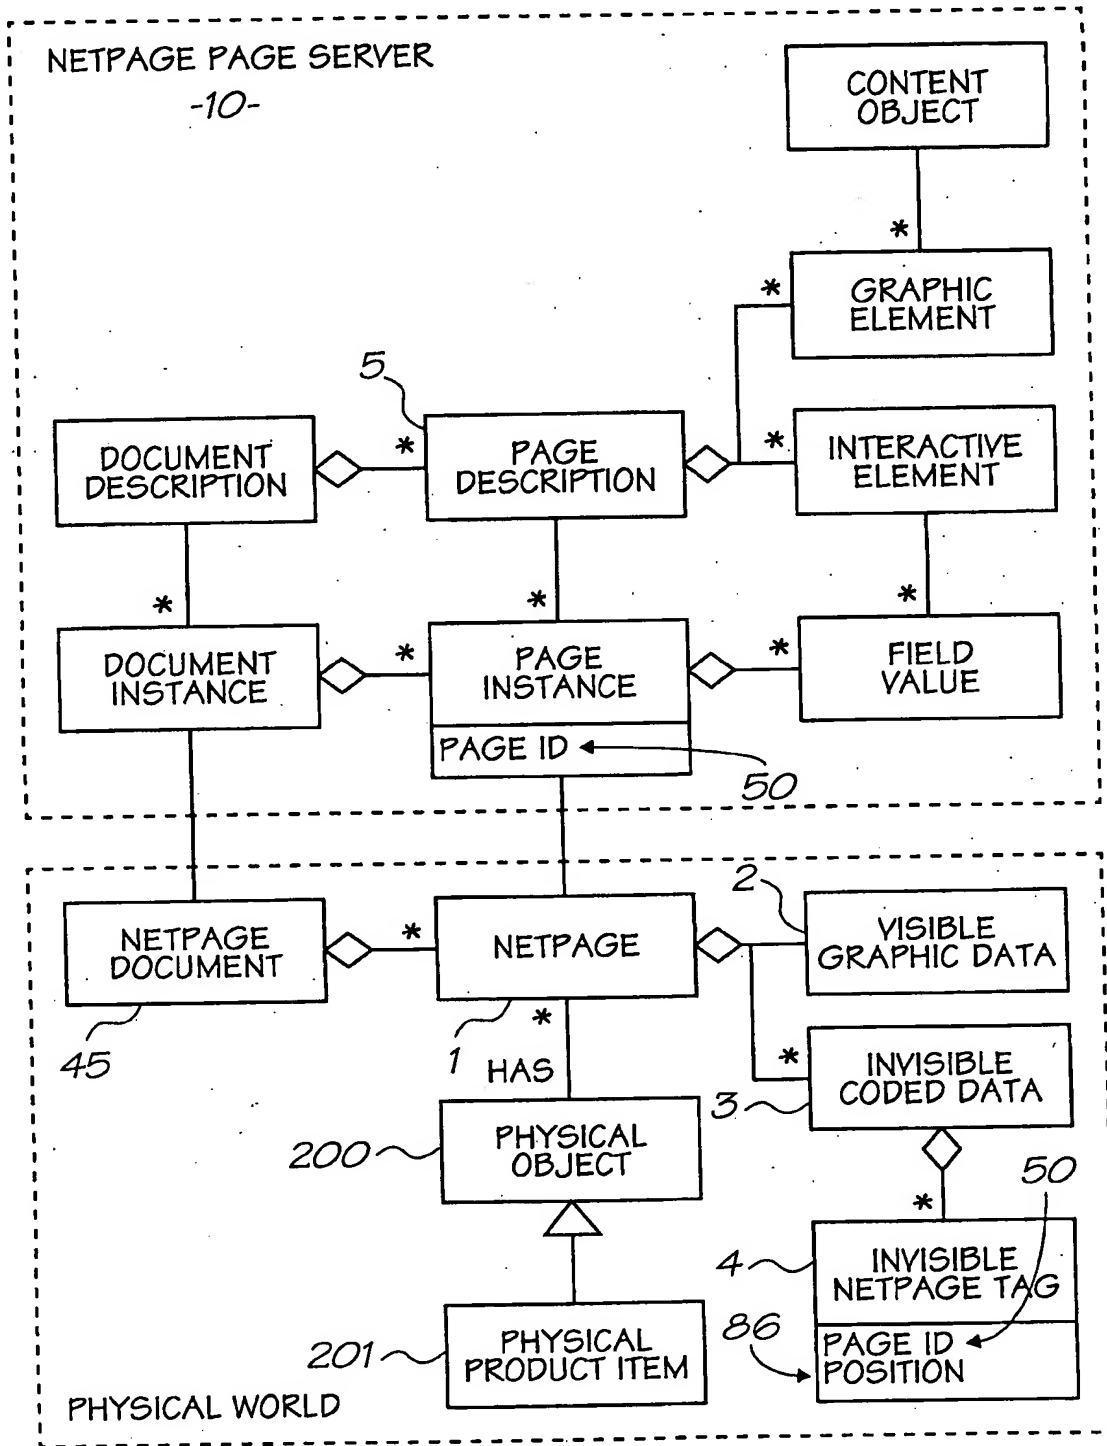 NETPAGE PAGE SERVER
-10-
CONTENT
OBJECT
*
GRAPHIC
ELEMENT
*
5
DOCUMENT
DESCRIPTION
*
PAGE
DESCRIPTION
*
INTERACTIVE
ELEMENT
*
*
*
DOCUMENT
INSTANCE
*
PAGE
INSTANCE
*
FIELD
VALUE
PAGE ID
50
2
NETPAGE
DOCUMENT
*
NETPAGE
VISIBLE
GRAPHIC DATA
45
1
*
HAS
*
INVISIBLE
CODED DATA
3
200
PHYSICAL
OBJECT
50
*
4
INVISIBLE
NETPAGE TAG
86
PAGE ID
POSITION
201
PHYSICAL
PRODUCT ITEM
PHYSICAL WORLD